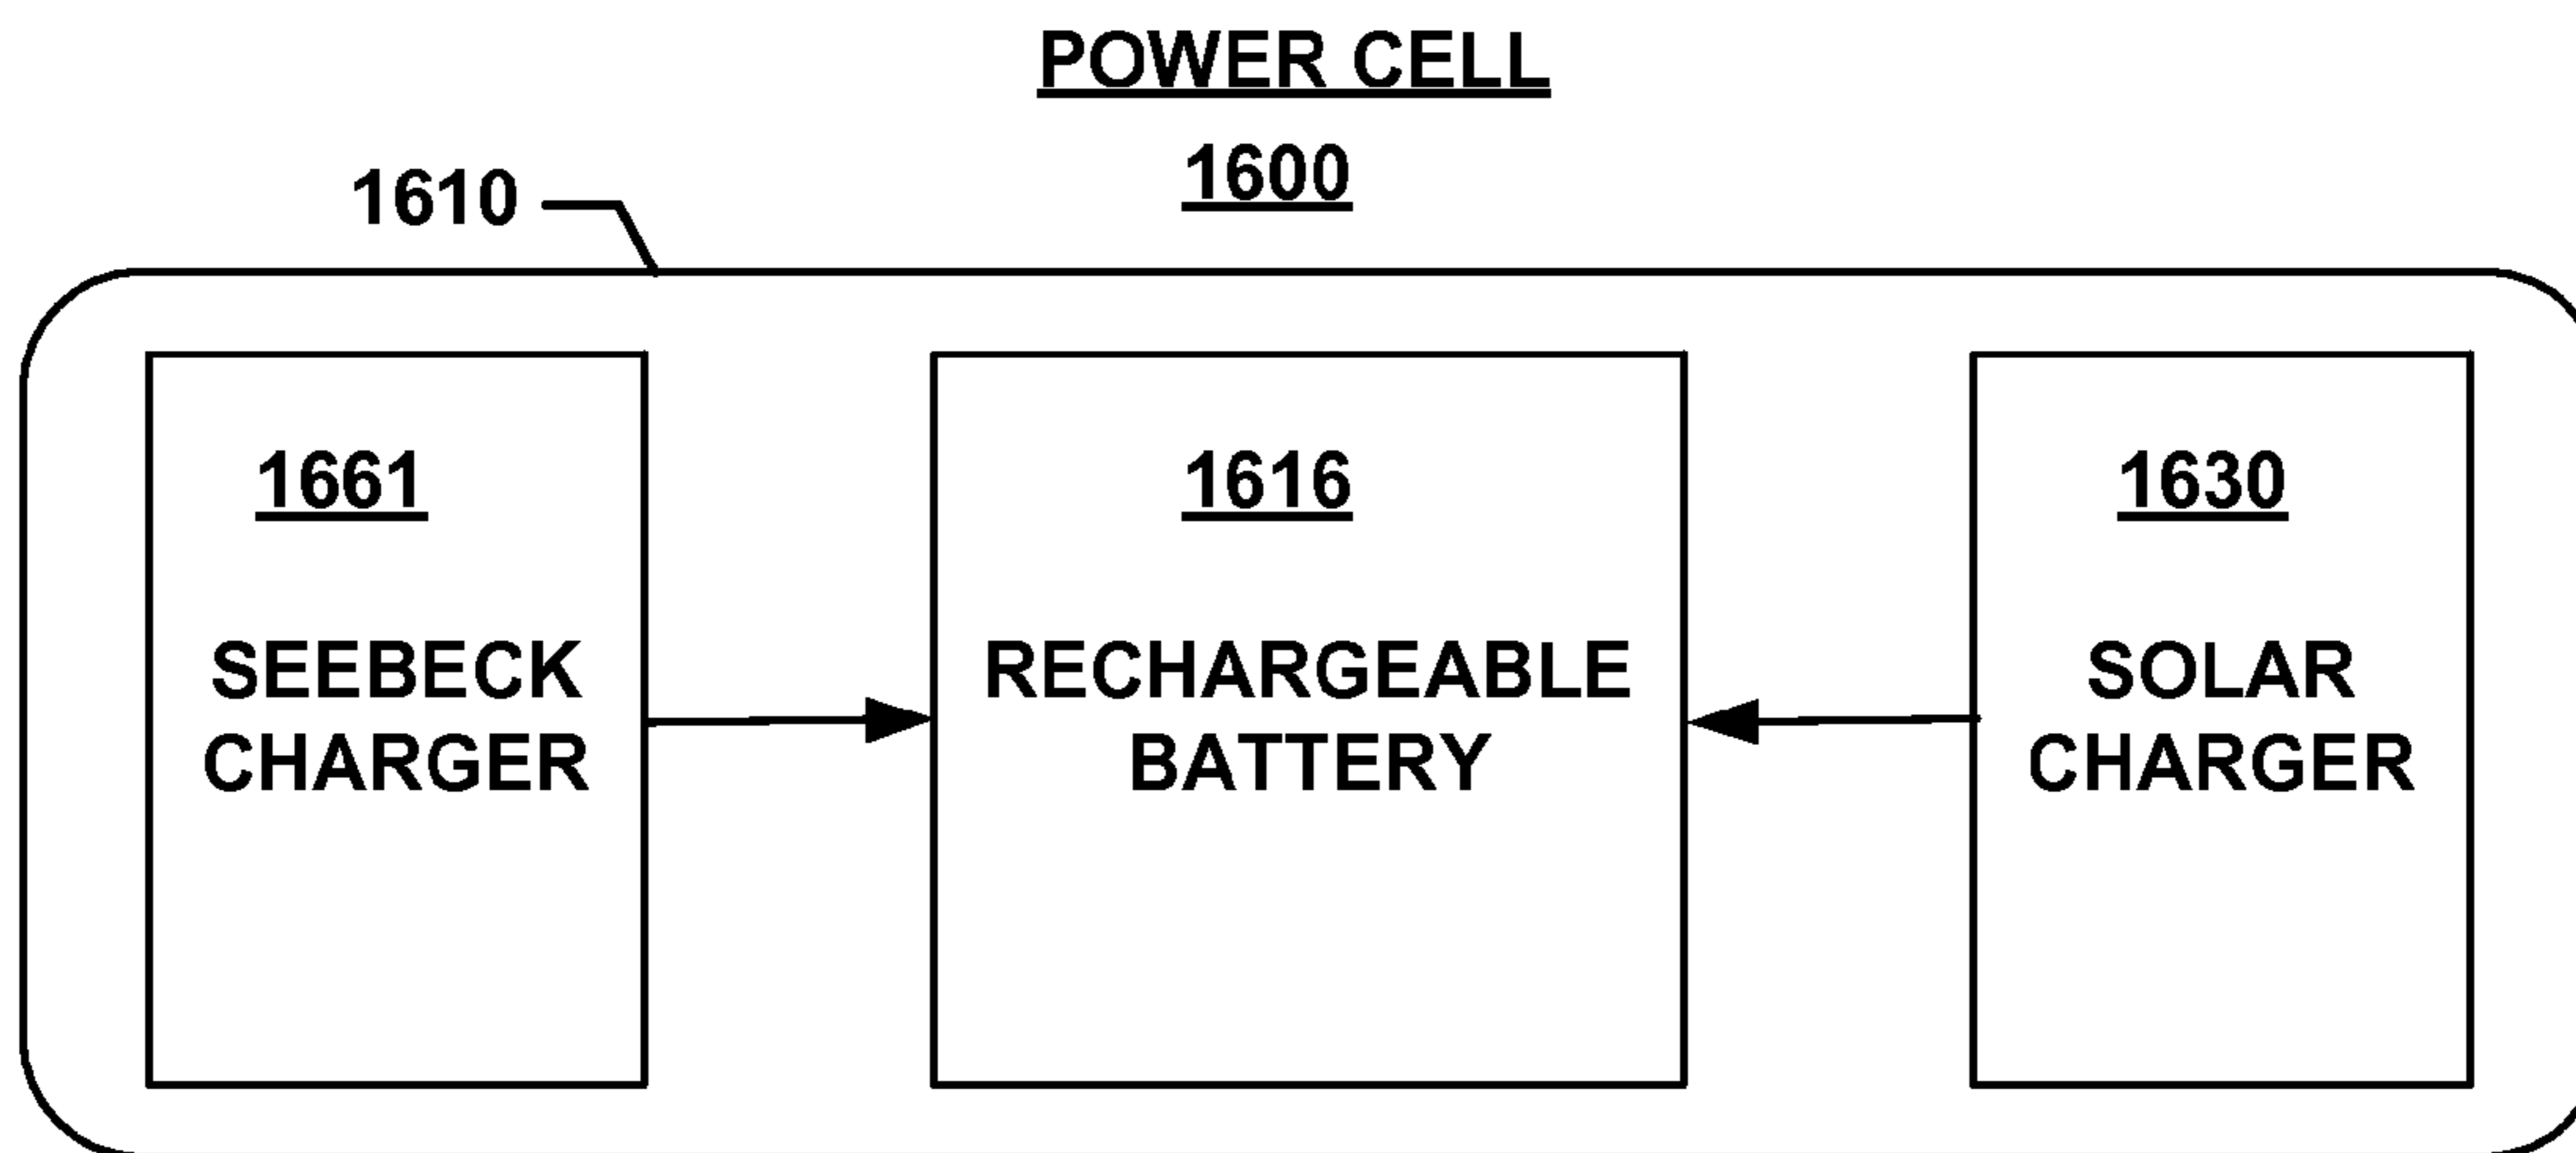 POWER CELL
1600
1610
1661
SEEBECK
CHARGER
1616
RECHARGEABLE
BATTERY
1630
SOLAR
CHARGER